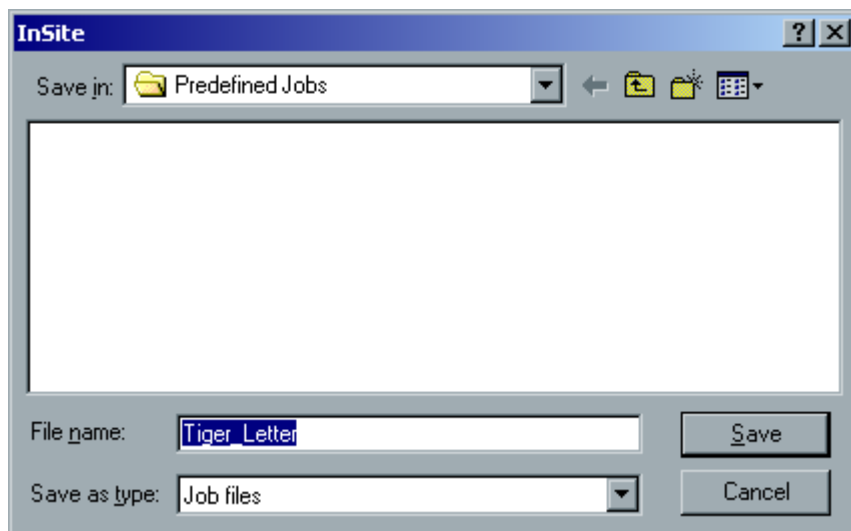 InSite
Save in: Predefined Jobs
File name: Tiger_Letter Save
Save as type: Job files Cancel